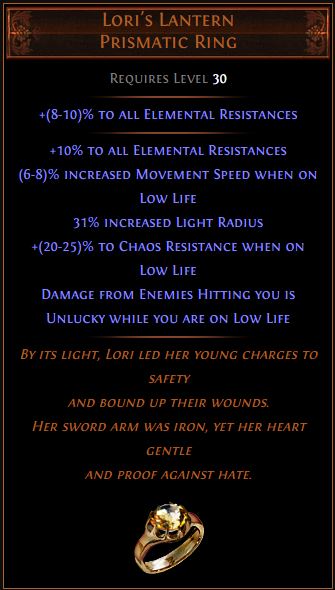 Lori's Lantern
Prismatic Ring
Requires Level 30
+(8-10)% to all Elemental Resistances
+10% to all Elemental Resistances
(6-8)% increased Movement Speed when on
Low Life
31% increased Light Radius
+(20-25)% to Chaos Resistance when on
Low Life
Damage from Enemies Hitting you is
Unlucky while you are on Low Life
By its light, Lori led her young charges to
safety
and bound up their wounds.
Her sword arm was iron, yet her heart
gentle
and proof against hate.